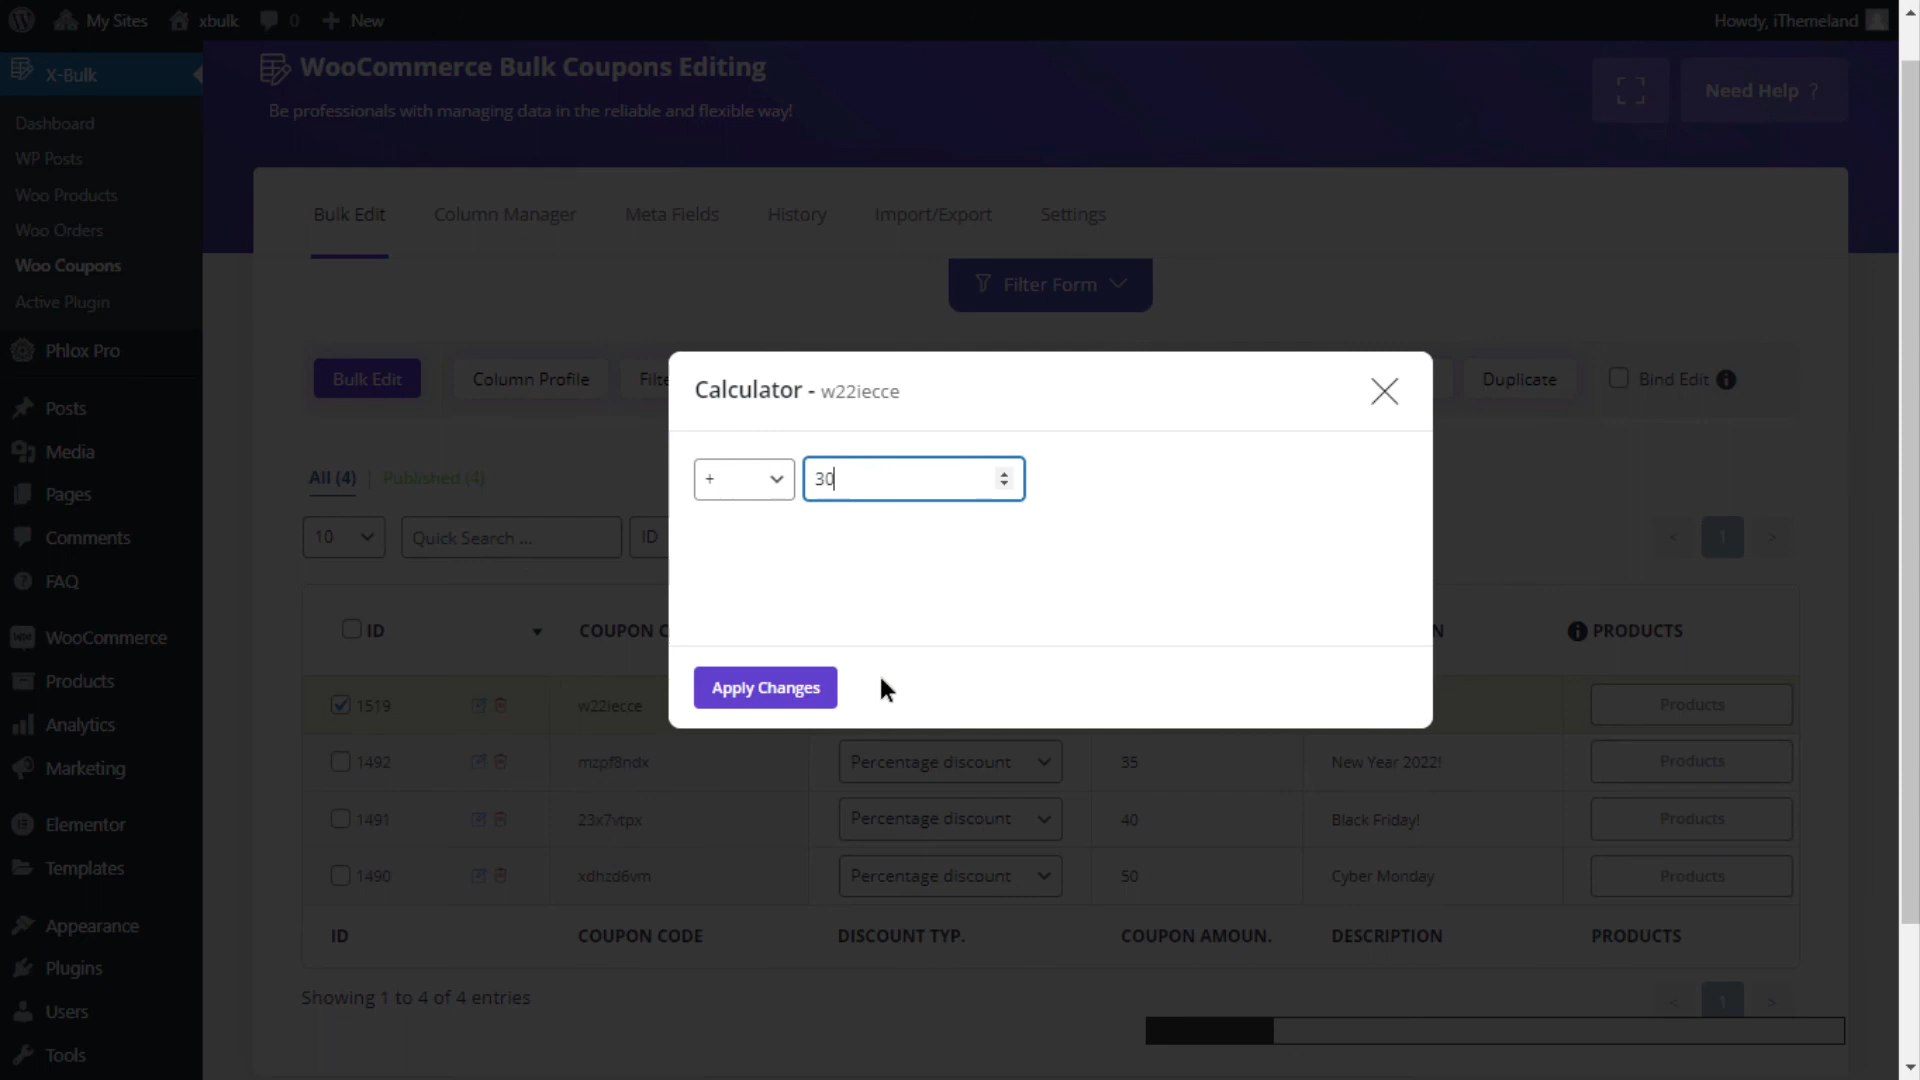 My Sites
xbulk
0
New
Howdy, iThemeland
X-Bulk
Dashboard
WP Posts
Woo Products
Woo Orders
Woo Coupons
Active Plugin
Phlox Pro
Posts
Media
Pages
Comments
FAQ
WooCommerce
Products
Analytics
Marketing
Elementor
Templates
Appearance
Plugins
Users
Tools
WooCommerce Bulk Coupons Editing
Be professionals with managing data in the reliable and flexible way!
Need Help ?
Bulk Edit Column Manager Meta Fields History Import/Export Settings
Filter Form
Bulk Edit Column Profile Duplicate Bind Edit
Calculator - w22iecce
+ 30
Apply Changes
All (4) | Published (4)
10 Quick Search ... ID < 1 >
ID COUPON PRODUCTS
1519 w22iecce Products
1492 mzpf8ndx Percentage discount 35 New Year 2022! Products
1491 23x7vtpx Percentage discount 40 Black Friday! Products
1490 xdhzd6vm Percentage discount 50 Cyber Monday Products
ID COUPON CODE DISCOUNT TYP. COUPON AMOUN. DESCRIPTION PRODUCTS
Showing 1 to 4 of 4 entries < 1 >